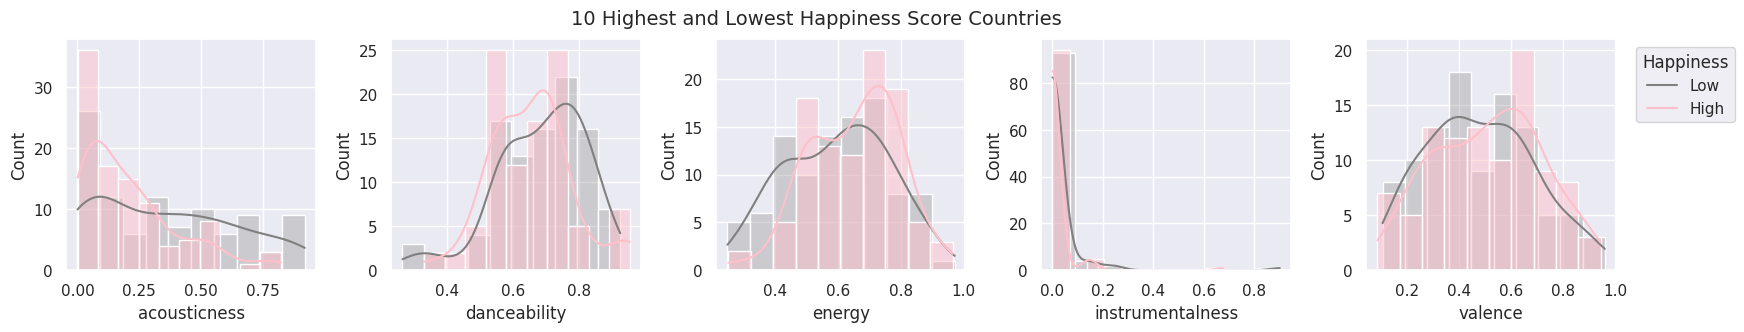 10 Highest and Lowest Happiness Score Countries
Count
30
20
10
0
0.00 0.25 0.50 0.75
acousticness
Count
25
20
15
10
5
0
0.4 0.6 0.8
danceability
Count
20
15
10
5
0
0.4 0.6 0.8 1.0
energy
Count
80
60
40
20
0
0.0 0.2 0.4 0.6 0.8
instrumentalness
Count
20
15
10
5
0
0.2 0.4 0.6 0.8 1.0
valence
Happiness
Low
High